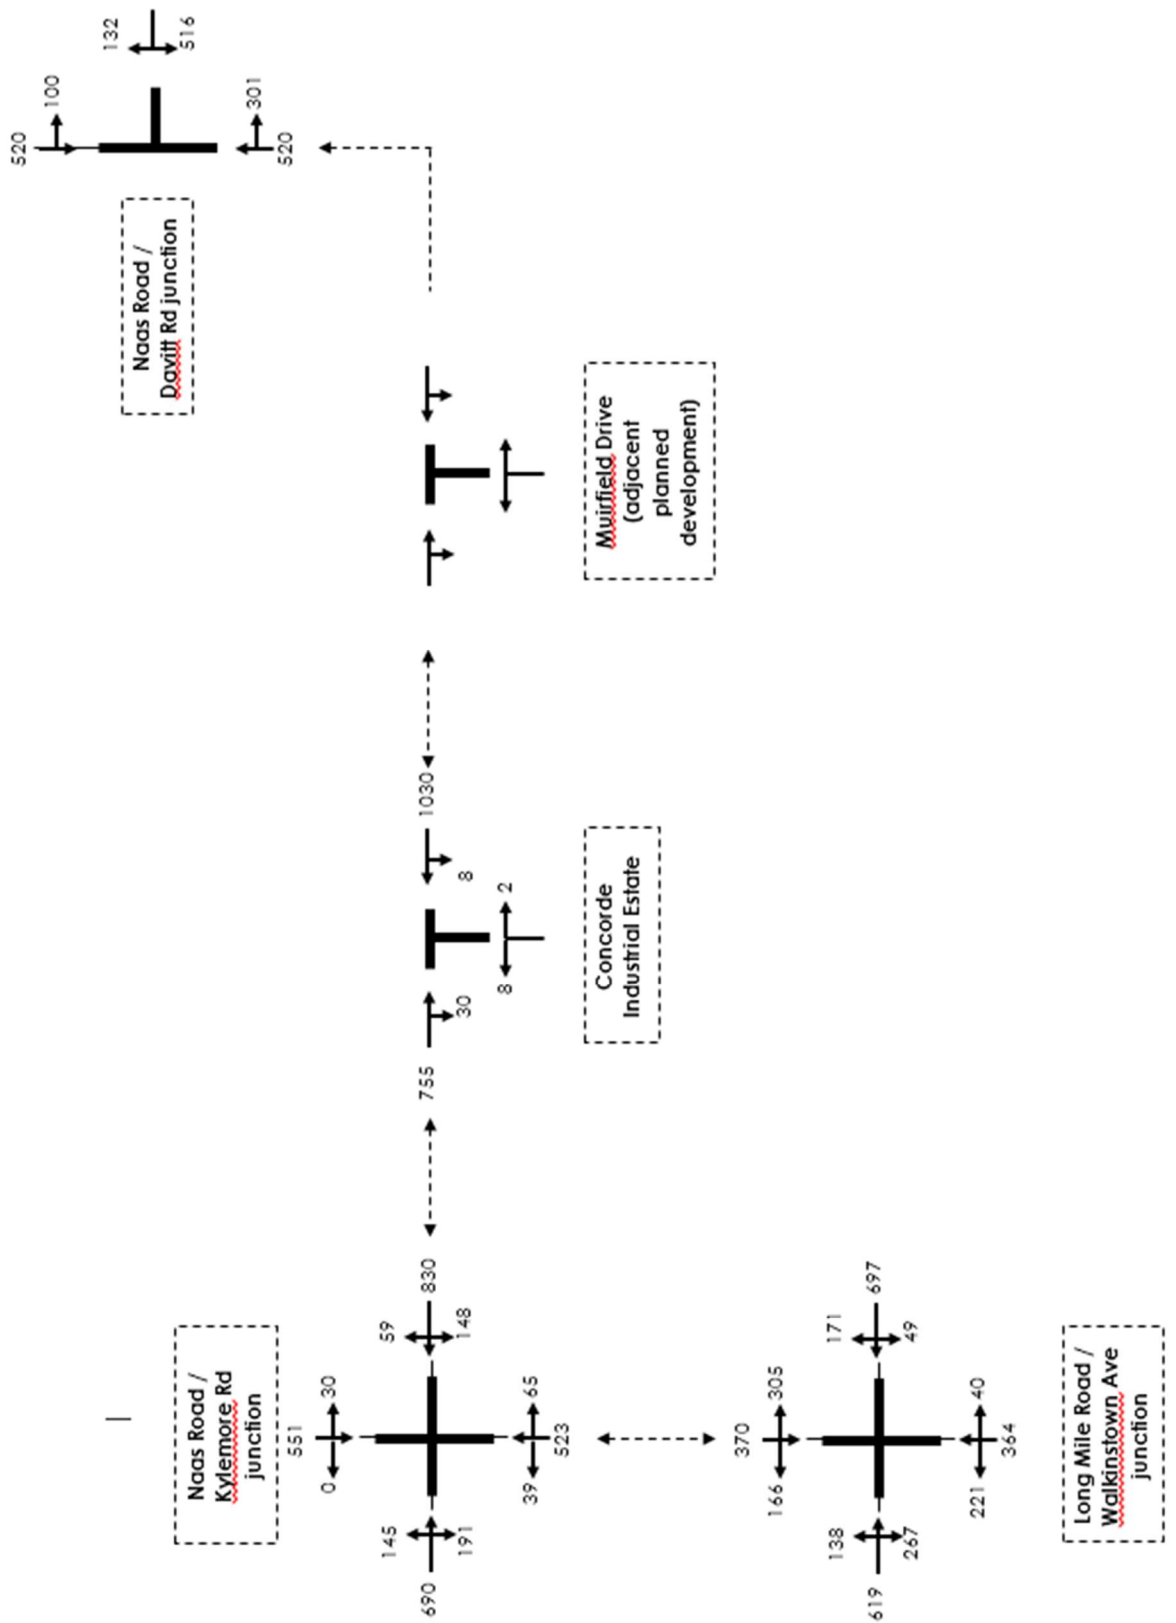 Naas Road /
Kylemore Rd
junction
551
0
30
145
59
690
830
191
148
39
65
523
755
30
1030
8
8
2
Concorde
Industrial Estate
Muirfield Drive
(adjacent
planned
development)
Naas Road /
Davitt Rd junction
520
100
132
516
301
520
370
166
305
138
171
619
697
267
49
221
40
364
Long Mile Road /
Walkinstown Ave
junction